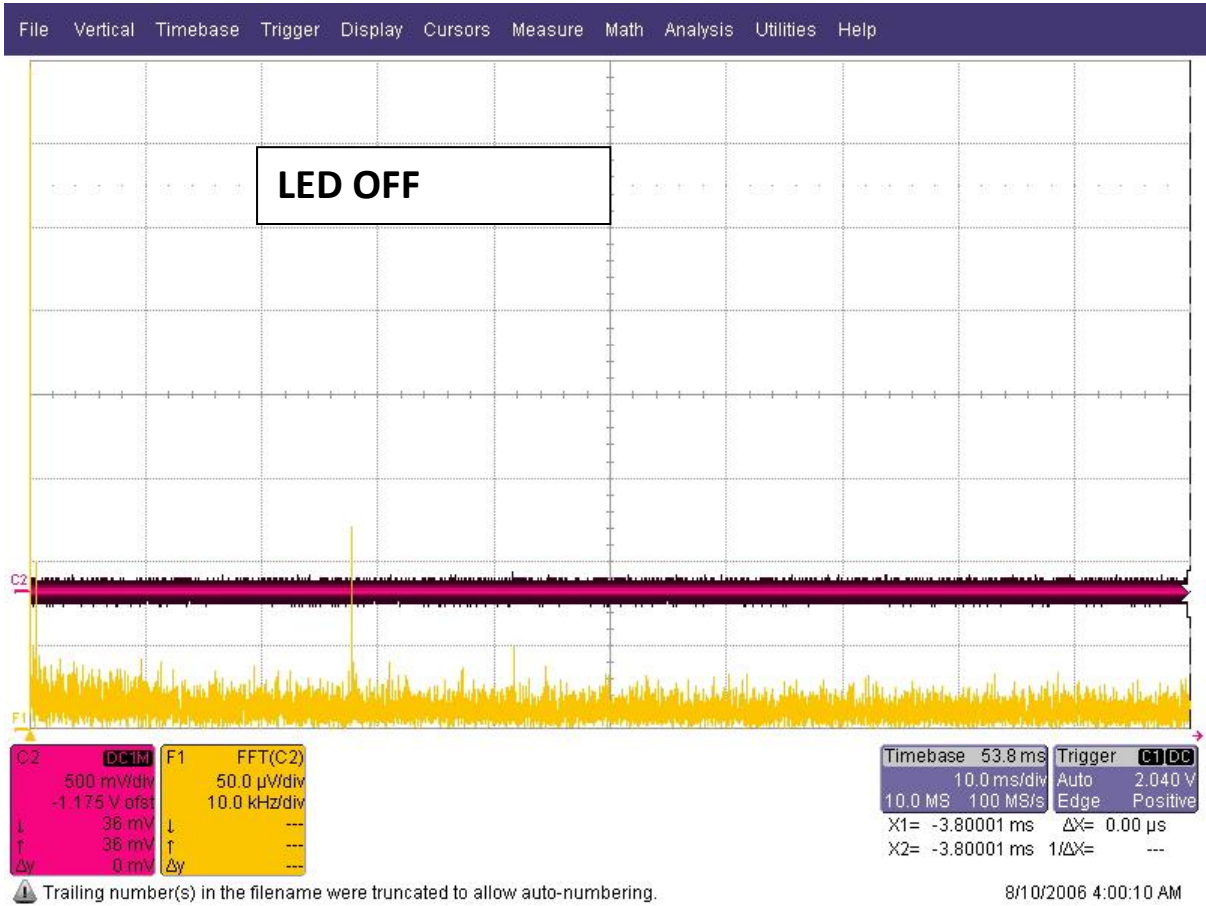 File Vertical Timebase Trigger Display Cursors Measure Math Analysis Utilities Help
LED OFF
C2
F1
C2 DC1M
500 mV/div
-1.175 V ofst
↓ 36 mV
↑ 36 mV
Δy 0 mV
F1 FFT(C2)
50.0 µV/div
10.0 kHz/div
↓ ---
↑ ---
Δy ---
Timebase 53.8 ms
10.0 ms/div
10.0 MS 100 MS/s
Trigger C1 DC
Auto 2.040 V
Edge Positive
X1= -3.80001 ms ΔX= 0.00 µs
X2= -3.80001 ms 1/ΔX= ---
Trailing number(s) in the filename were truncated to allow auto-numbering.
8/10/2006 4:00:10 AM